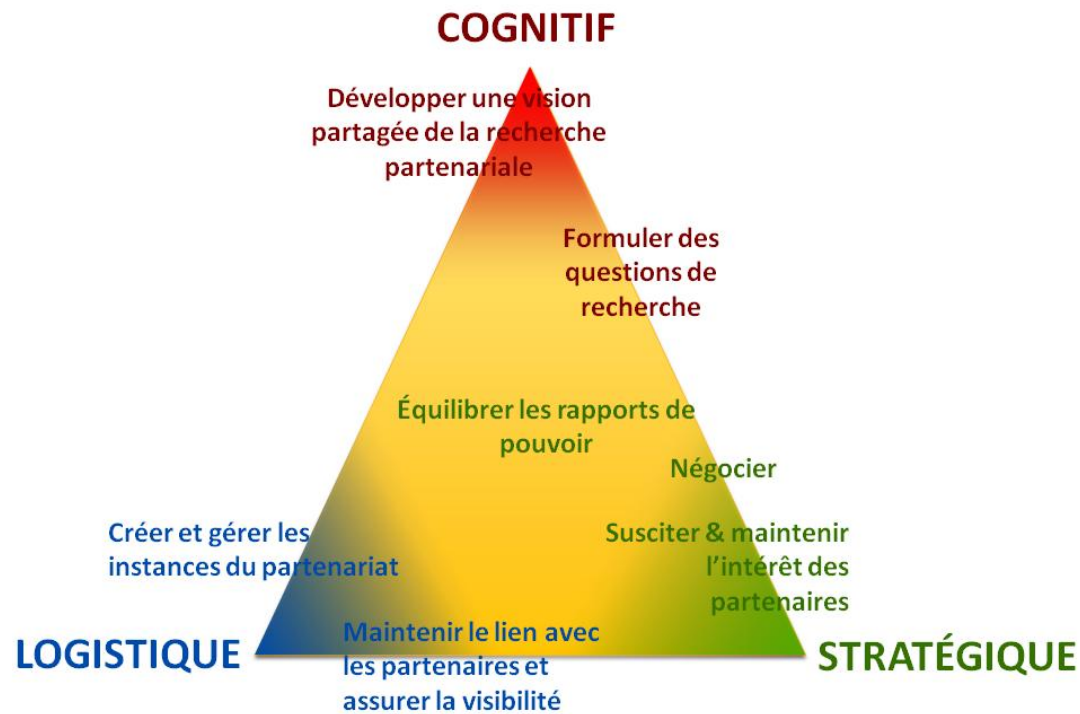 COGNITIF
Développer une vision
partagée de la recherche
partenariale
Formuler des
questions de
recherche
Équilibrer les rapports de
pouvoir
Négocier
Créer et gérer les
instances du partenariat
Susciter & maintenir
l’intérêt des
partenaires
LOGISTIQUE
Maintenir le lien avec
les partenaires et
assurer la visibilité
STRATÉGIQUE